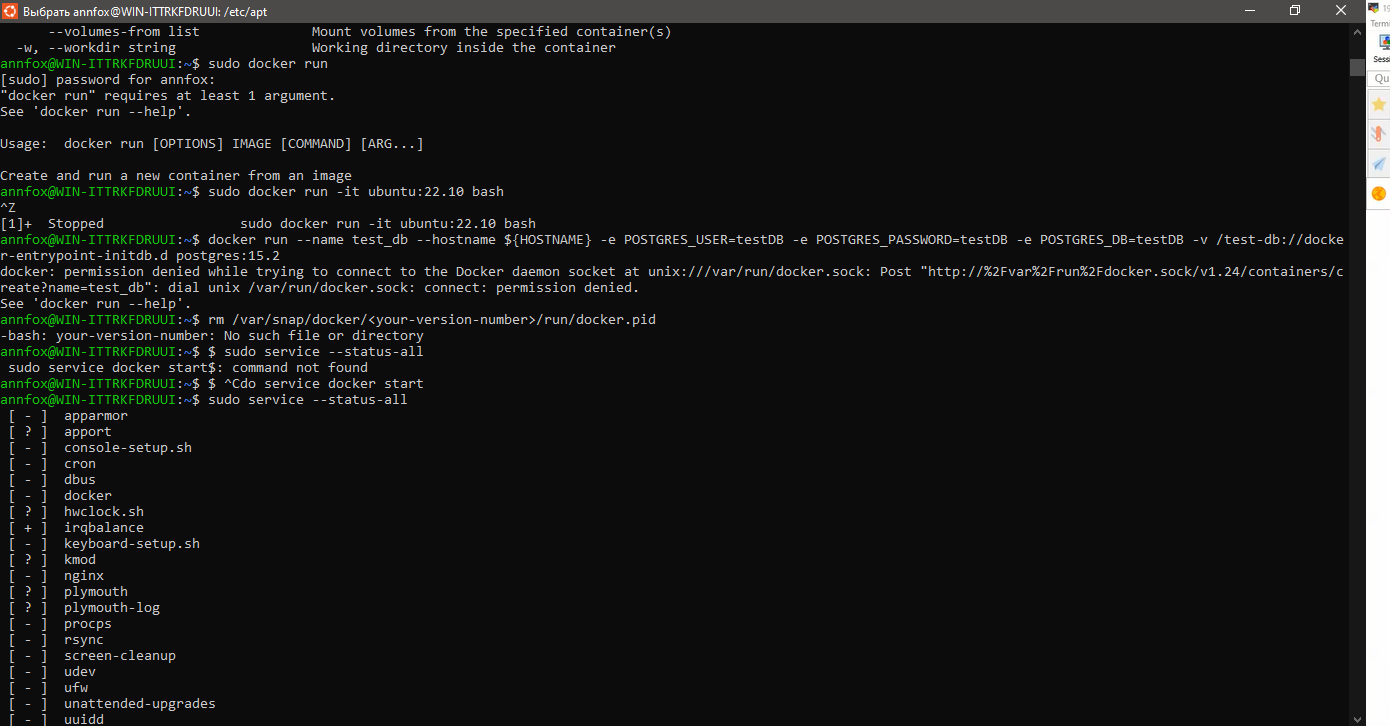 Выбрать annfox@WIN-ITTRKFDRUUI: /etc/apt
      --volumes-from list              Mount volumes from the specified container(s)
  -w, --workdir string                 Working directory inside the container
annfox@WIN-ITTRKFDRUUI:~$ sudo docker run
[sudo] password for annfox:
"docker run" requires at least 1 argument.
See 'docker run --help'.
Usage:  docker run [OPTIONS] IMAGE [COMMAND] [ARG...]
Create and run a new container from an image
annfox@WIN-ITTRKFDRUUI:~$ sudo docker run -it ubuntu:22.10 bash
^Z
[1]+  Stopped                 sudo docker run -it ubuntu:22.10 bash
annfox@WIN-ITTRKFDRUUI:~$ docker run --name test_db --hostname ${HOSTNAME} -e POSTGRES_USER=testDB -e POSTGRES_PASSWORD=testDB -e POSTGRES_DB=testDB -v /test-db://docke
r-entrypoint-initdb.d postgres:15.2
docker: permission denied while trying to connect to the Docker daemon socket at unix:///var/run/docker.sock: Post "http://%2Fvar%2Frun%2Fdocker.sock/v1.24/containers/c
reate?name=test_db": dial unix /var/run/docker.sock: connect: permission denied.
See 'docker run --help'.
annfox@WIN-ITTRKFDRUUI:~$ rm /var/snap/docker/<your-version-number>/run/docker.pid
-bash: your-version-number: No such file or directory
annfox@WIN-ITTRKFDRUUI:~$ $ sudo service --status-all
 sudo service docker start$: command not found
annfox@WIN-ITTRKFDRUUI:~$ $ ^Cdo service docker start
annfox@WIN-ITTRKFDRUUI:~$ sudo service --status-all
 [ - ]  apparmor
 [ ? ]  apport
 [ - ]  console-setup.sh
 [ - ]  cron
 [ - ]  dbus
 [ - ]  docker
 [ ? ]  hwclock.sh
 [ + ]  irqbalance
 [ - ]  keyboard-setup.sh
 [ ? ]  kmod
 [ - ]  nginx
 [ ? ]  plymouth
 [ ? ]  plymouth-log
 [ - ]  procps
 [ - ]  rsync
 [ - ]  screen-cleanup
 [ - ]  udev
 [ - ]  ufw
 [ - ]  unattended-upgrades
 [ - ]  uuidd
19
Termi
Sessi
Qu